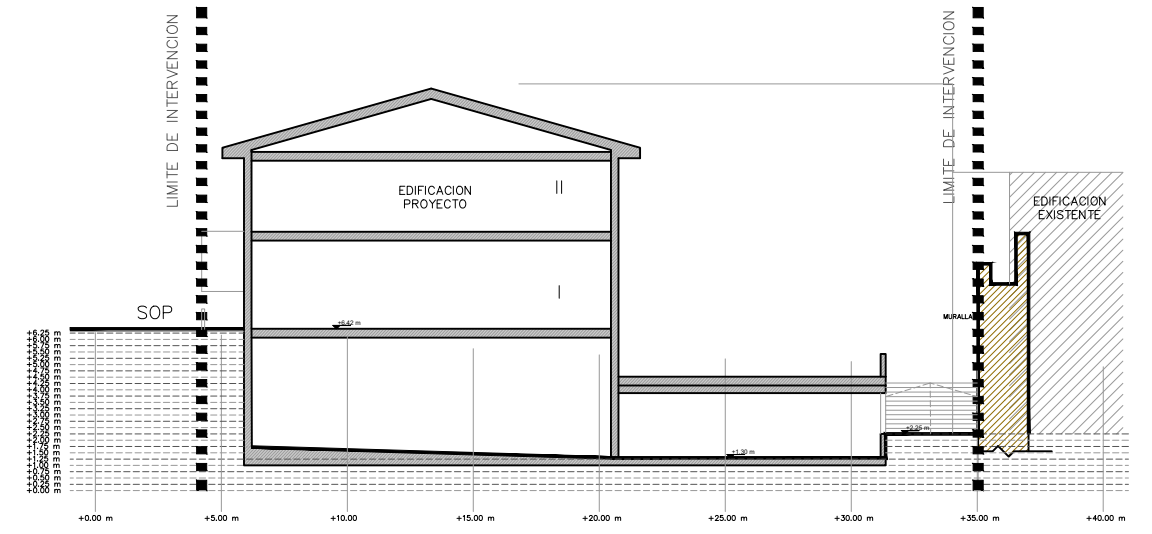 LIMITE DE INTERVENCION
LIMITE DE INTERVENCION
EDIFICACION
PROYECTO
II
EDIFICACION
EXISTENTE
I
SOP
+6.42 m
MURALLA
+6.25 m
+6.00 m
+5.75 m
+5.50 m
+5.25 m
+5.00 m
+4.75 m
+4.50 m
+4.25 m
+4.00 m
+3.75 m
+3.50 m
+3.25 m
+3.00 m
+2.75 m
+2.50 m
+2.25 m
+2.00 m
+1.75 m
+1.50 m
+1.25 m
+1.00 m
+0.75 m
+0.50 m
+0.25 m
+0.00 m
+2.25 m
+1.30 m
+0.00 m
+5.00 m
+10.00 m
+15.00 m
+20.00 m
+25.00 m
+30.00 m
+35.00 m
+40.00 m